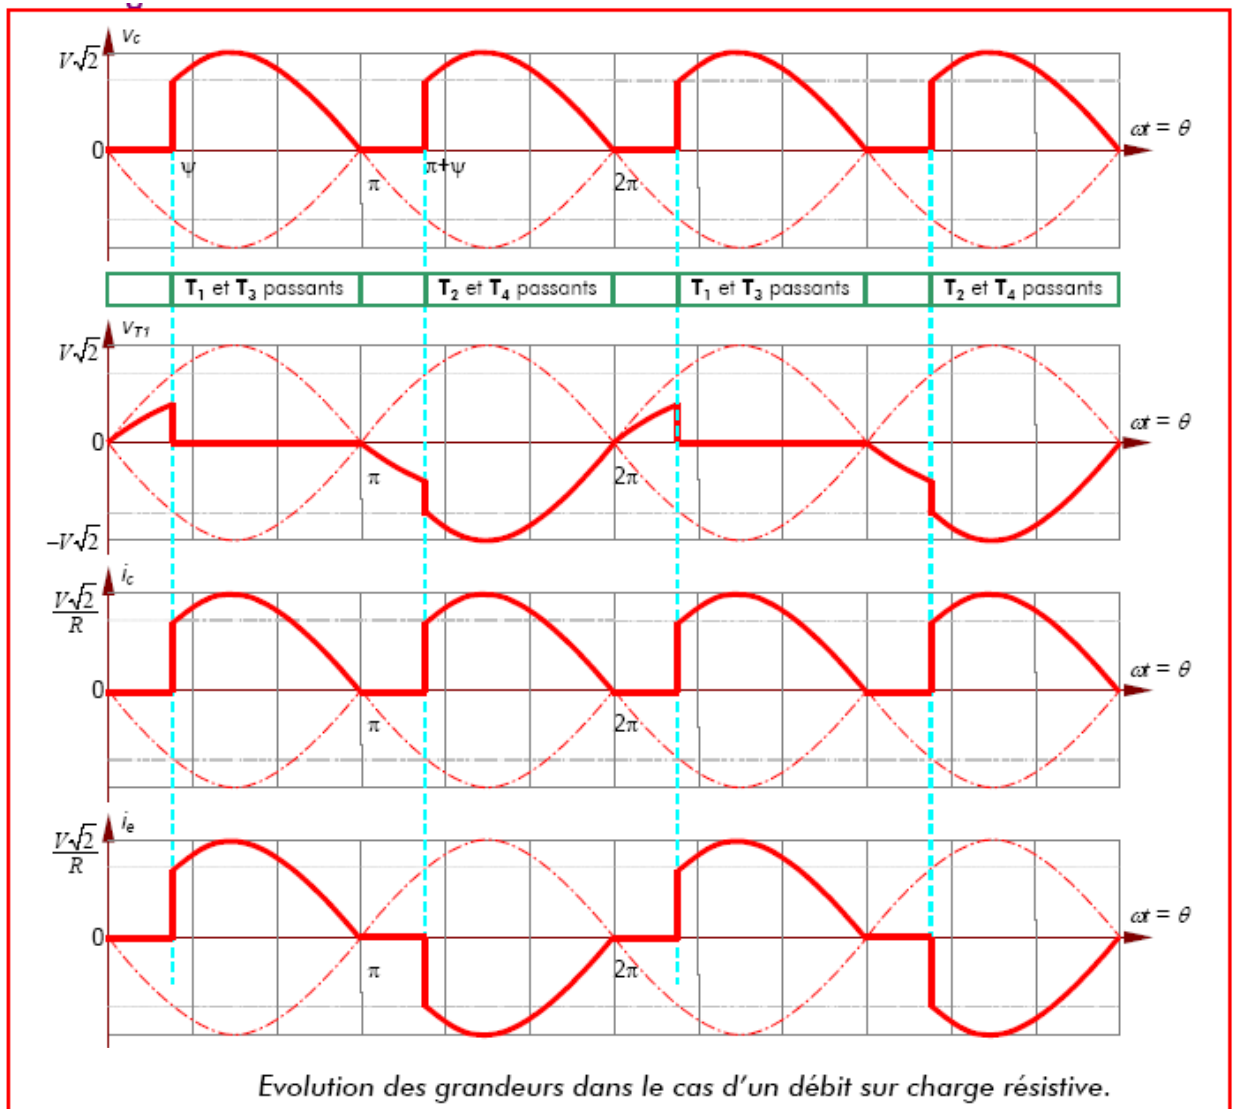 v_c
V√2
0
ψ
π
π+ψ
2π
ωt = θ
T₁ et T₃ passants
T₂ et T₄ passants
T₁ et T₃ passants
T₂ et T₄ passants
v_T1
V√2
0
π
2π
ωt = θ
–V√2
i_c
V√2
R
0
π
2π
ωt = θ
i_e
V√2
R
0
π
2π
ωt = θ
Evolution des grandeurs dans le cas d’un débit sur charge résistive.